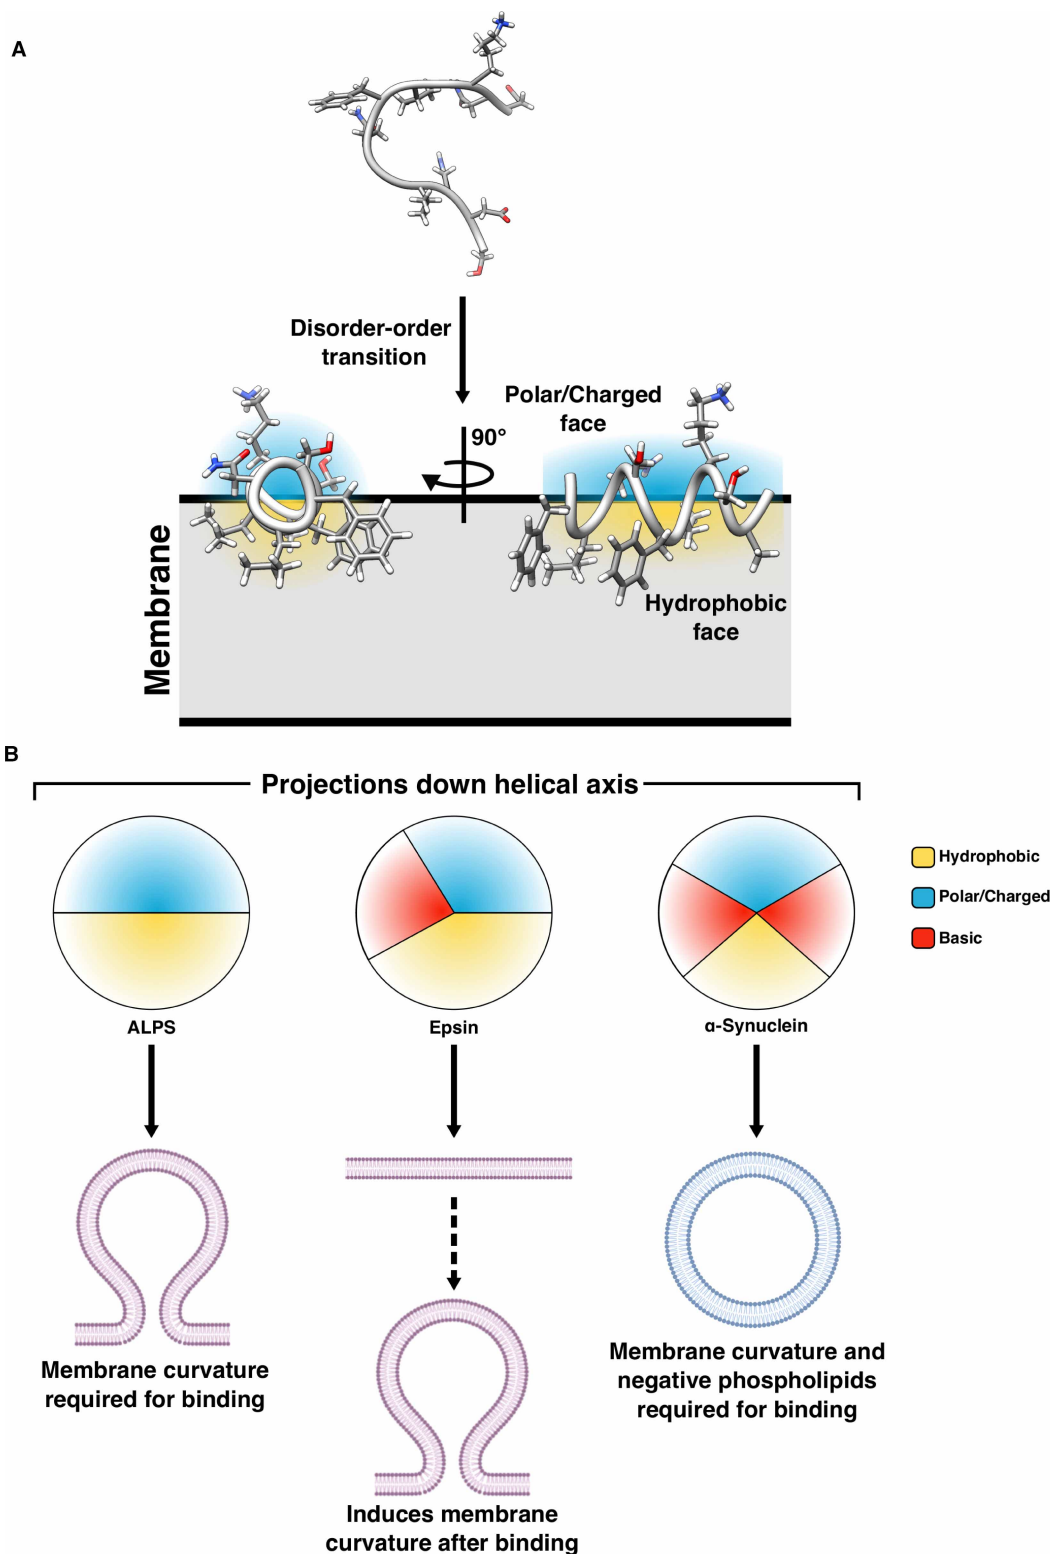 A
Disorder-order
transition
Polar/Charged
face
90°
Membrane
Hydrophobic
face
B
Projections down helical axis
Hydrophobic
Polar/Charged
Basic
ALPS
Epsin
α-Synuclein
Membrane curvature
required for binding
Membrane curvature and
negative phospholipids
required for binding
Induces membrane
curvature after binding